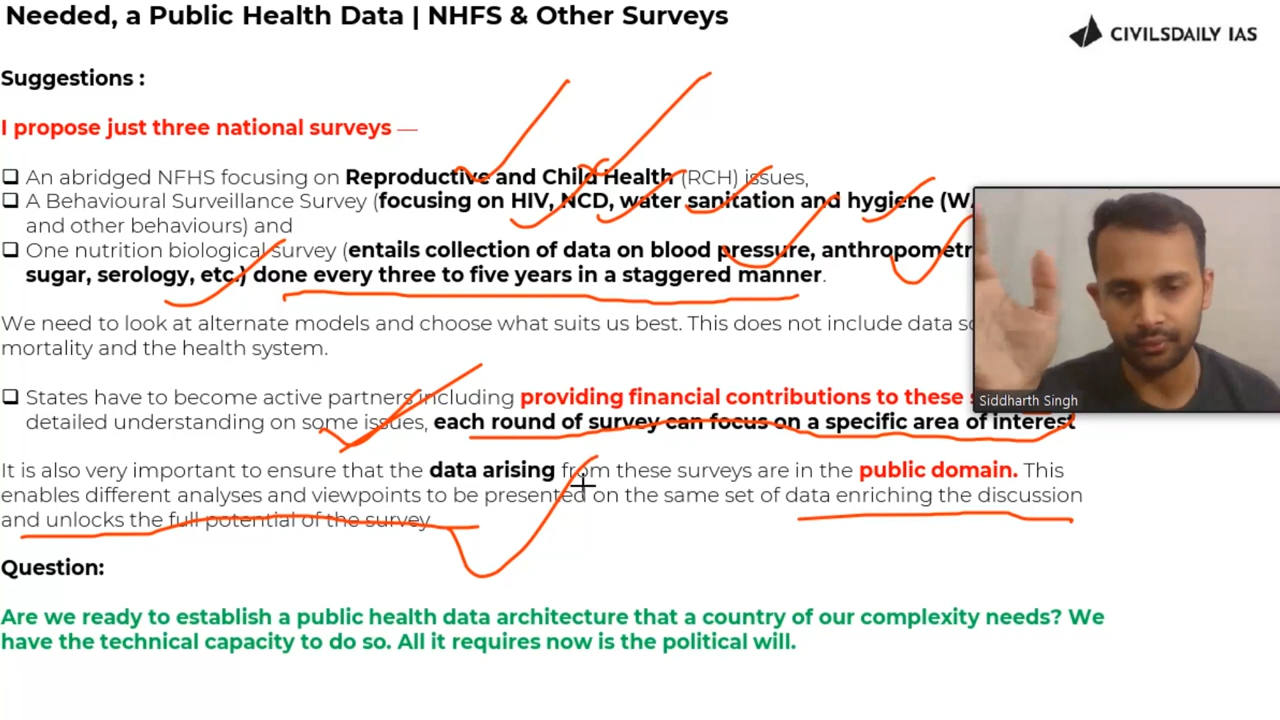 Needed, a Public Health Data | NHFS & Other Surveys
CIVILSDAILY IAS
Suggestions :
I propose just three national surveys —
An abridged NFHS focusing on Reproductive and Child Health (RCH) issues,
A Behavioural Surveillance Survey (focusing on HIV, NCD, water sanitation and hygiene
and other behaviours) and
One nutrition biological survey (entails collection of data on blood pressure,
sugar, serology, etc.) done every three to five years in a staggered manner.
We need to look at alternate models and choose what suits us best. This does not include data
mortality and the health system.
States have to become active partners including providing financial contributions to these
detailed understanding on some issues, each round of survey can focus on a specific area of interest
It is also very important to ensure that the data arising from these surveys are in the public domain. This
enables different analyses and viewpoints to be presented on the same set of data enriching the discussion
and unlocks the full potential of the survey
Question:
Are we ready to establish a public health data architecture that a country of our complexity needs? We
have the technical capacity to do so. All it requires now is the political will.
Siddharth Singh